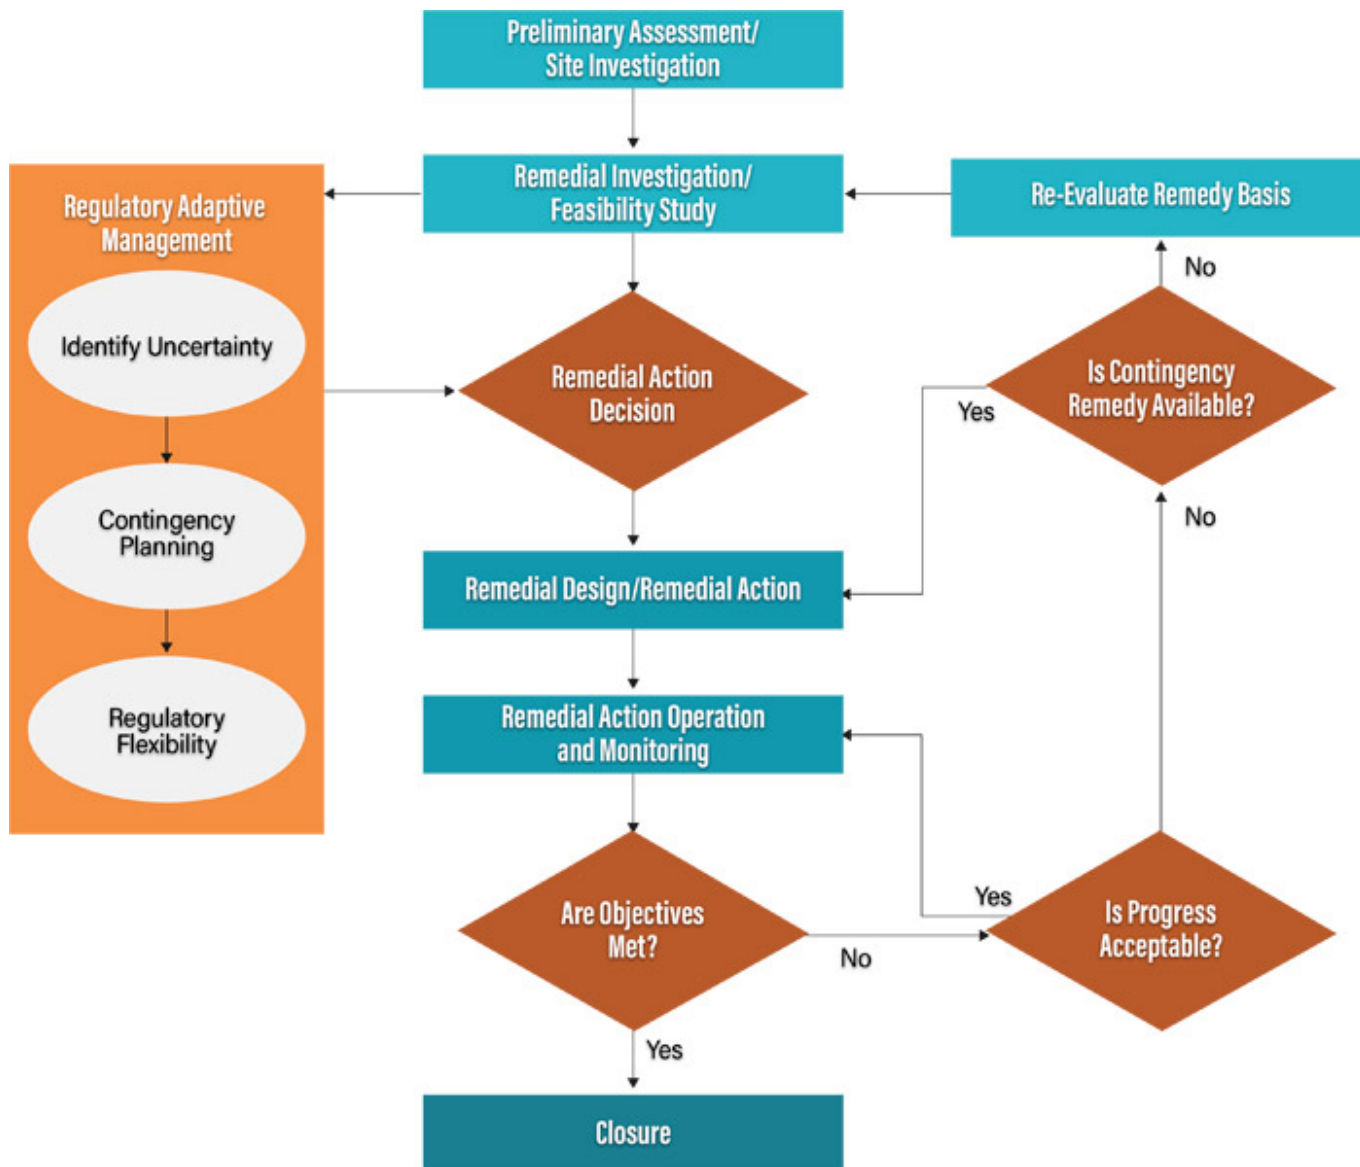 Preliminary Assessment/
Site Investigation
Remedial Investigation/
Feasibility Study
Re-Evaluate Remedy Basis
Regulatory Adaptive
Management
No
Identify Uncertainty
Remedial Action
Decision
Is Contingency
Remedy Available?
Yes
Contingency
Planning
No
Remedial Design/Remedial Action
Regulatory
Flexibility
Remedial Action Operation
and Monitoring
Are Objectives
Met?
No
Yes
Is Progress
Acceptable?
Yes
Closure